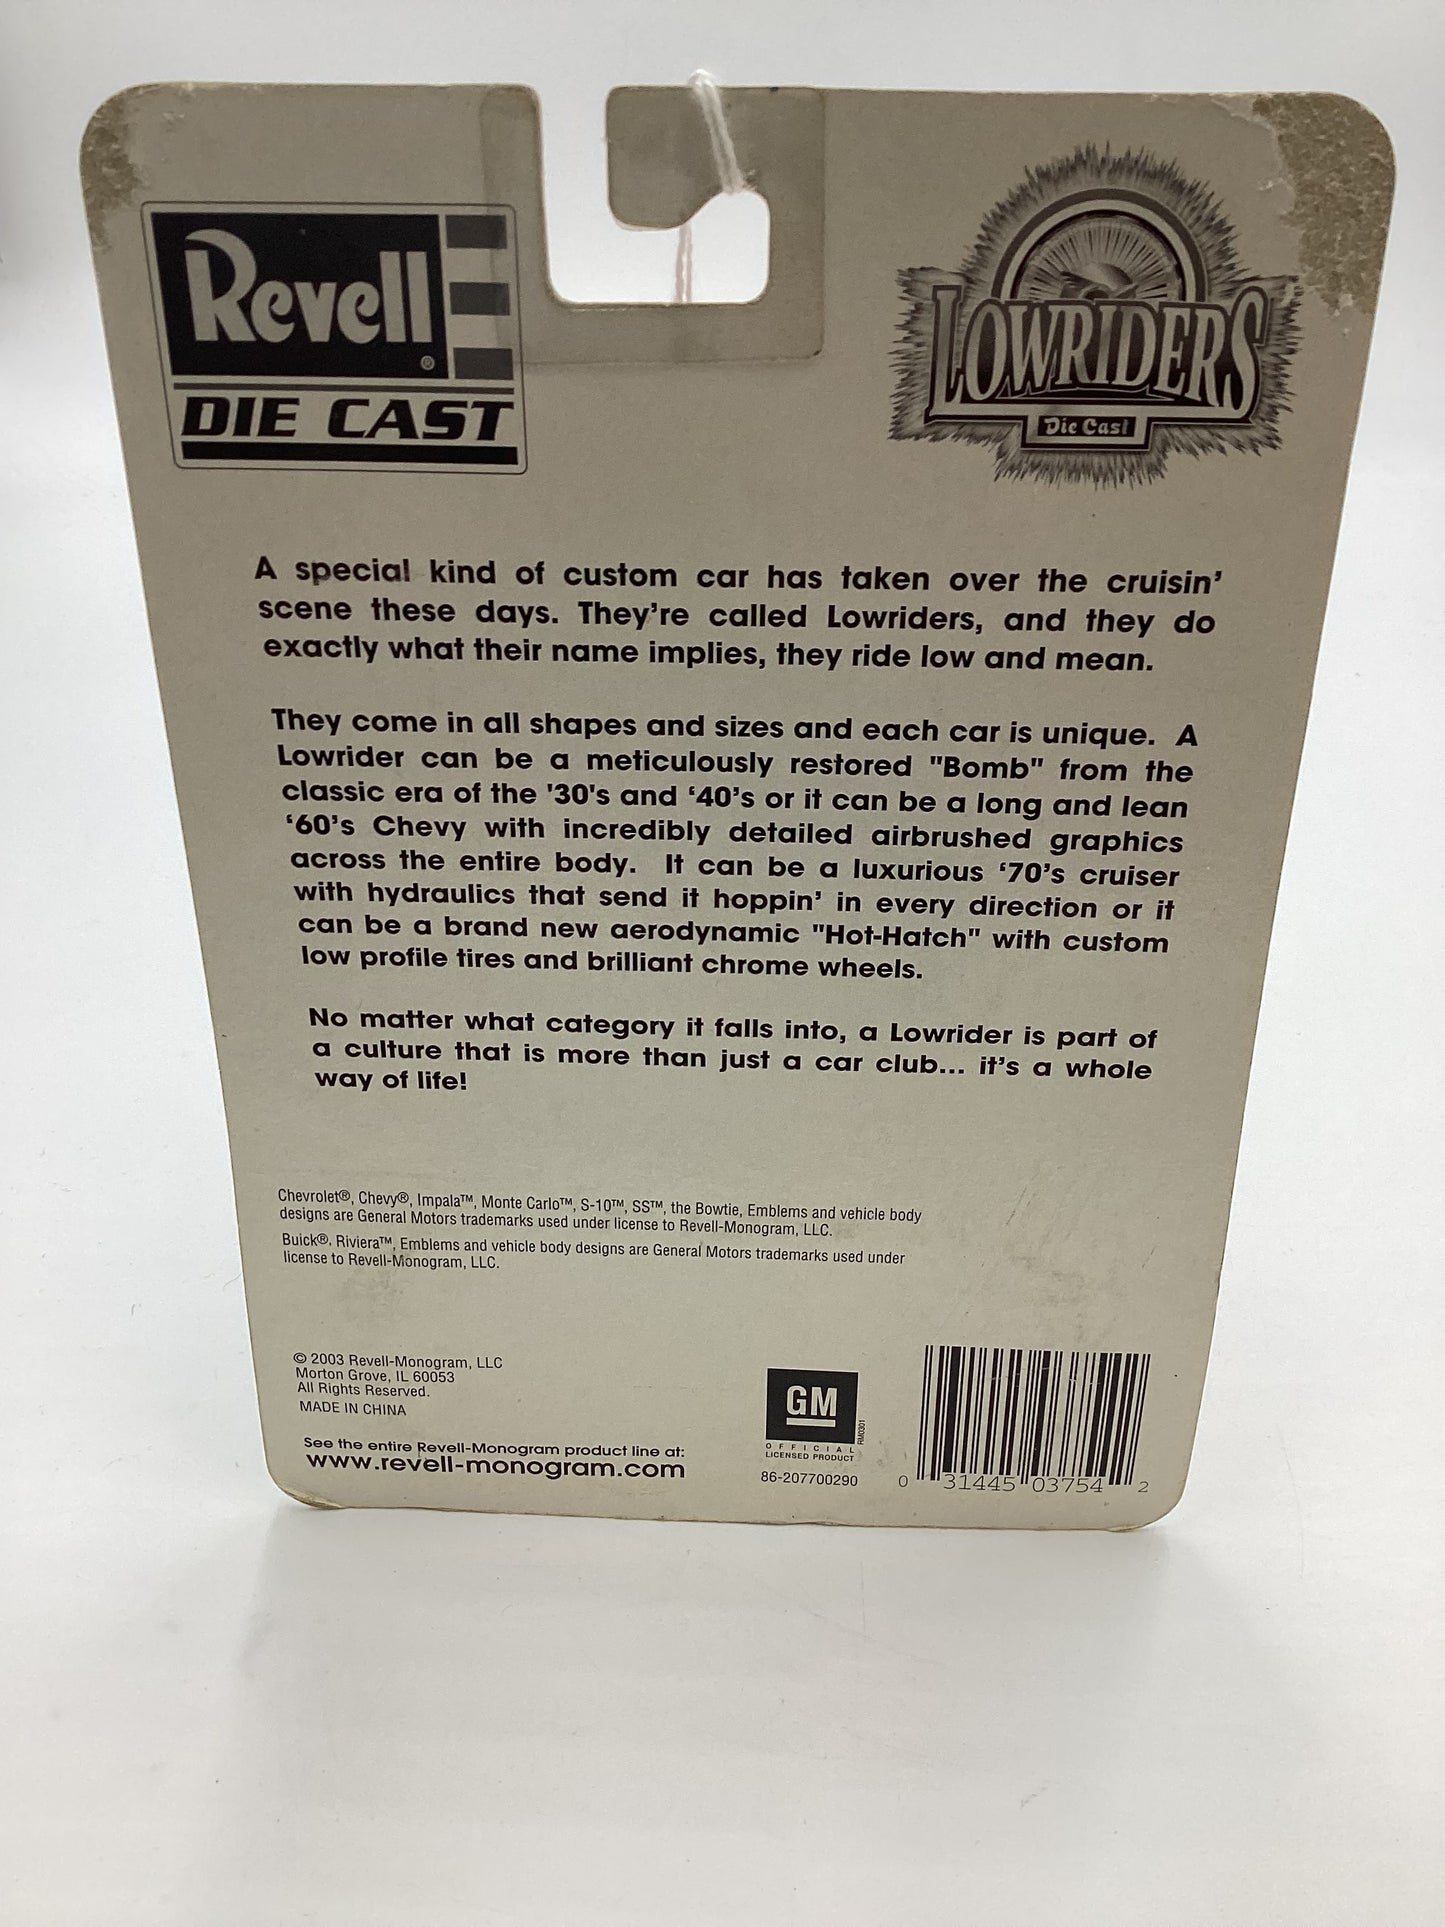 Revell®
DIE CAST
LOWRIDERS
Die Cast
A special kind of custom car has taken over the cruisin'
scene these days. They're called Lowriders, and they do
exactly what their name implies, they ride low and mean.
They come in all shapes and sizes and each car is unique. A
Lowrider can be a meticulously restored "Bomb" from the
classic era of the '30's and ‘40’s or it can be a long and lean
‘60’s Chevy with incredibly detailed airbrushed graphics
across the entire body. It can be a luxurious ‘70’s cruiser
with hydraulics that send it hoppin’ in every direction or it
can be a brand new aerodynamic "Hot-Hatch" with custom
low profile tires and brilliant chrome wheels.
No matter what category it falls into, a Lowrider is part of
a culture that is more than just a car club... it’s a whole
way of life!
Chevrolet®, Chevy®, Impala™, Monte Carlo™, S-10™, SS™, the Bowtie, Emblems and vehicle body
designs are General Motors trademarks used under license to Revell-Monogram, LLC.
Buick®. Riviera™, Emblems and vehicle body designs are General Motors trademarks used under
license to Revell-Monogram, LLC.
© 2003 Revell-Monogram, LLC
Morton Grove, IL 60053
All Rights Reserved.
MADE IN CHINA
See the entire Revell-Monogram product line at:
www.revell-monogram.com
GM
RM0301
OFFICIAL
LICENSED PRODUCT
86-207700290
0 31445 03754 2